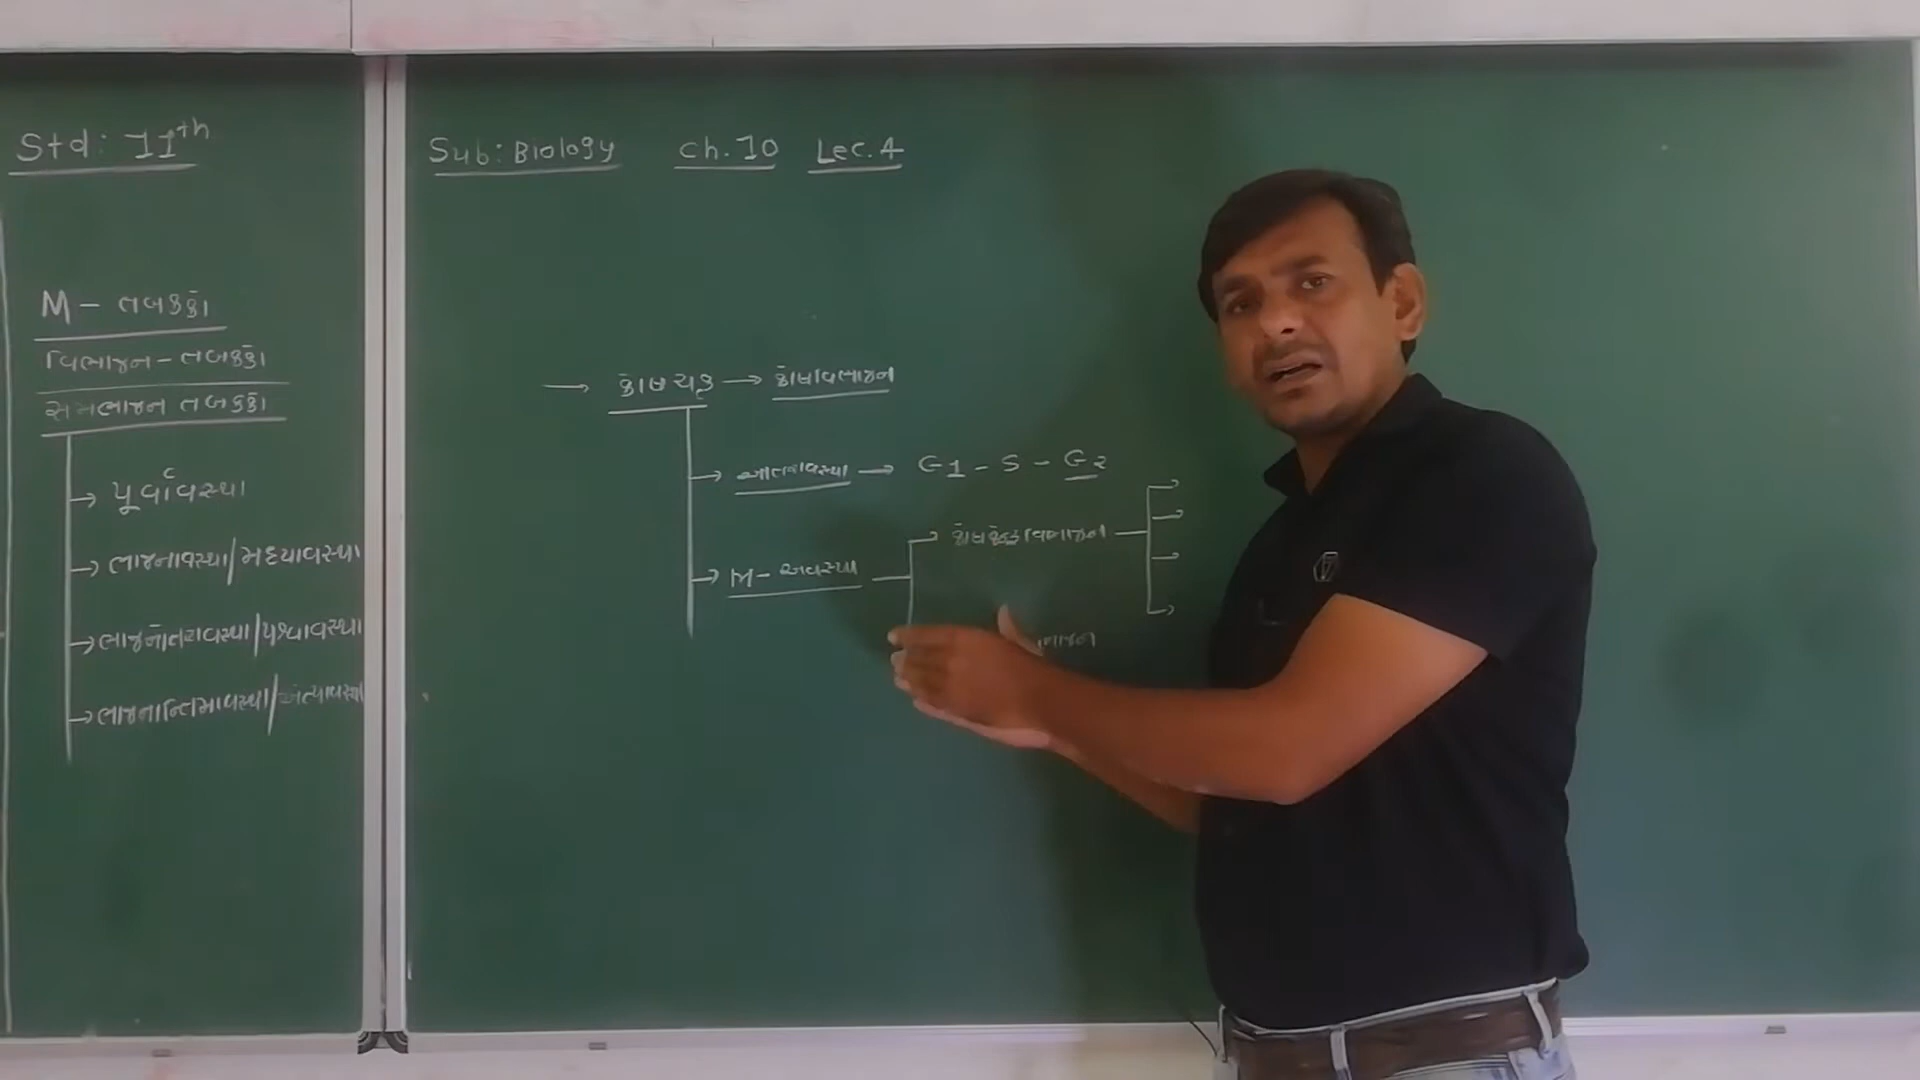 Std: 11th
M - તબક્કો
વિભાજન - તબક્કો
સમભાજન તબક્કો
→ પૂર્વાવસ્થા
→ ભાજનાવસ્થા/મધ્યાવસ્થા
→ ભાજનોત્તરાવસ્થા/પશ્ચાવસ્થા
→ ભાજનાન્તિમાવસ્થા/અંત્યાવસ્થા
Sub: Biology Ch. 10 Lec. 4
→ કોષચક્ર → કોષવિભાજન
→ આંતરાવસ્થા → G1 - S - G2
→ કોષકેન્દ્રવિભાજન
→ M - અવસ્થા